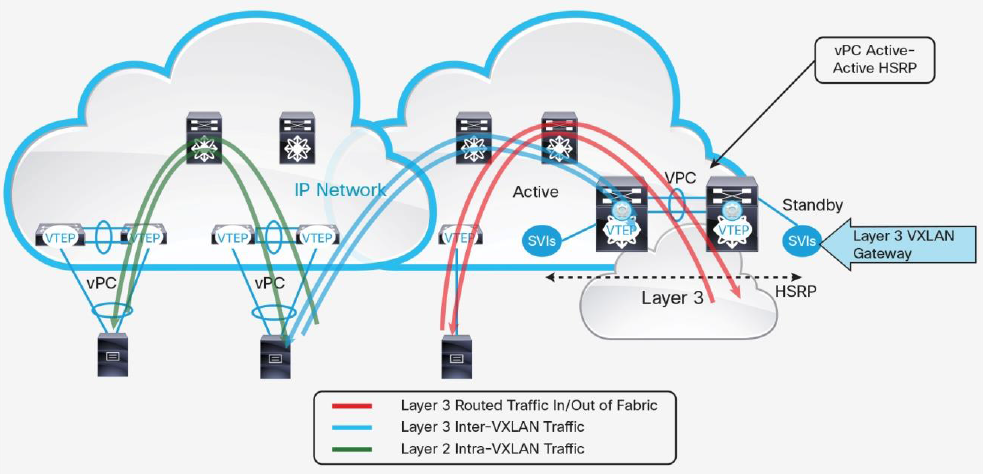 vPC Active-
Active HSRP
IP Network
Active
VPC
Standby
VTEP
VTEP
VTEP
VTEP
VTEP
SVIs
VTEP
VTEP
SVIs
Layer 3 VXLAN
Gateway
vPC
vPC
Layer 3
HSRP
Layer 3 Routed Traffic In/Out of Fabric
Layer 3 Inter-VXLAN Traffic
Layer 2 Intra-VXLAN Traffic